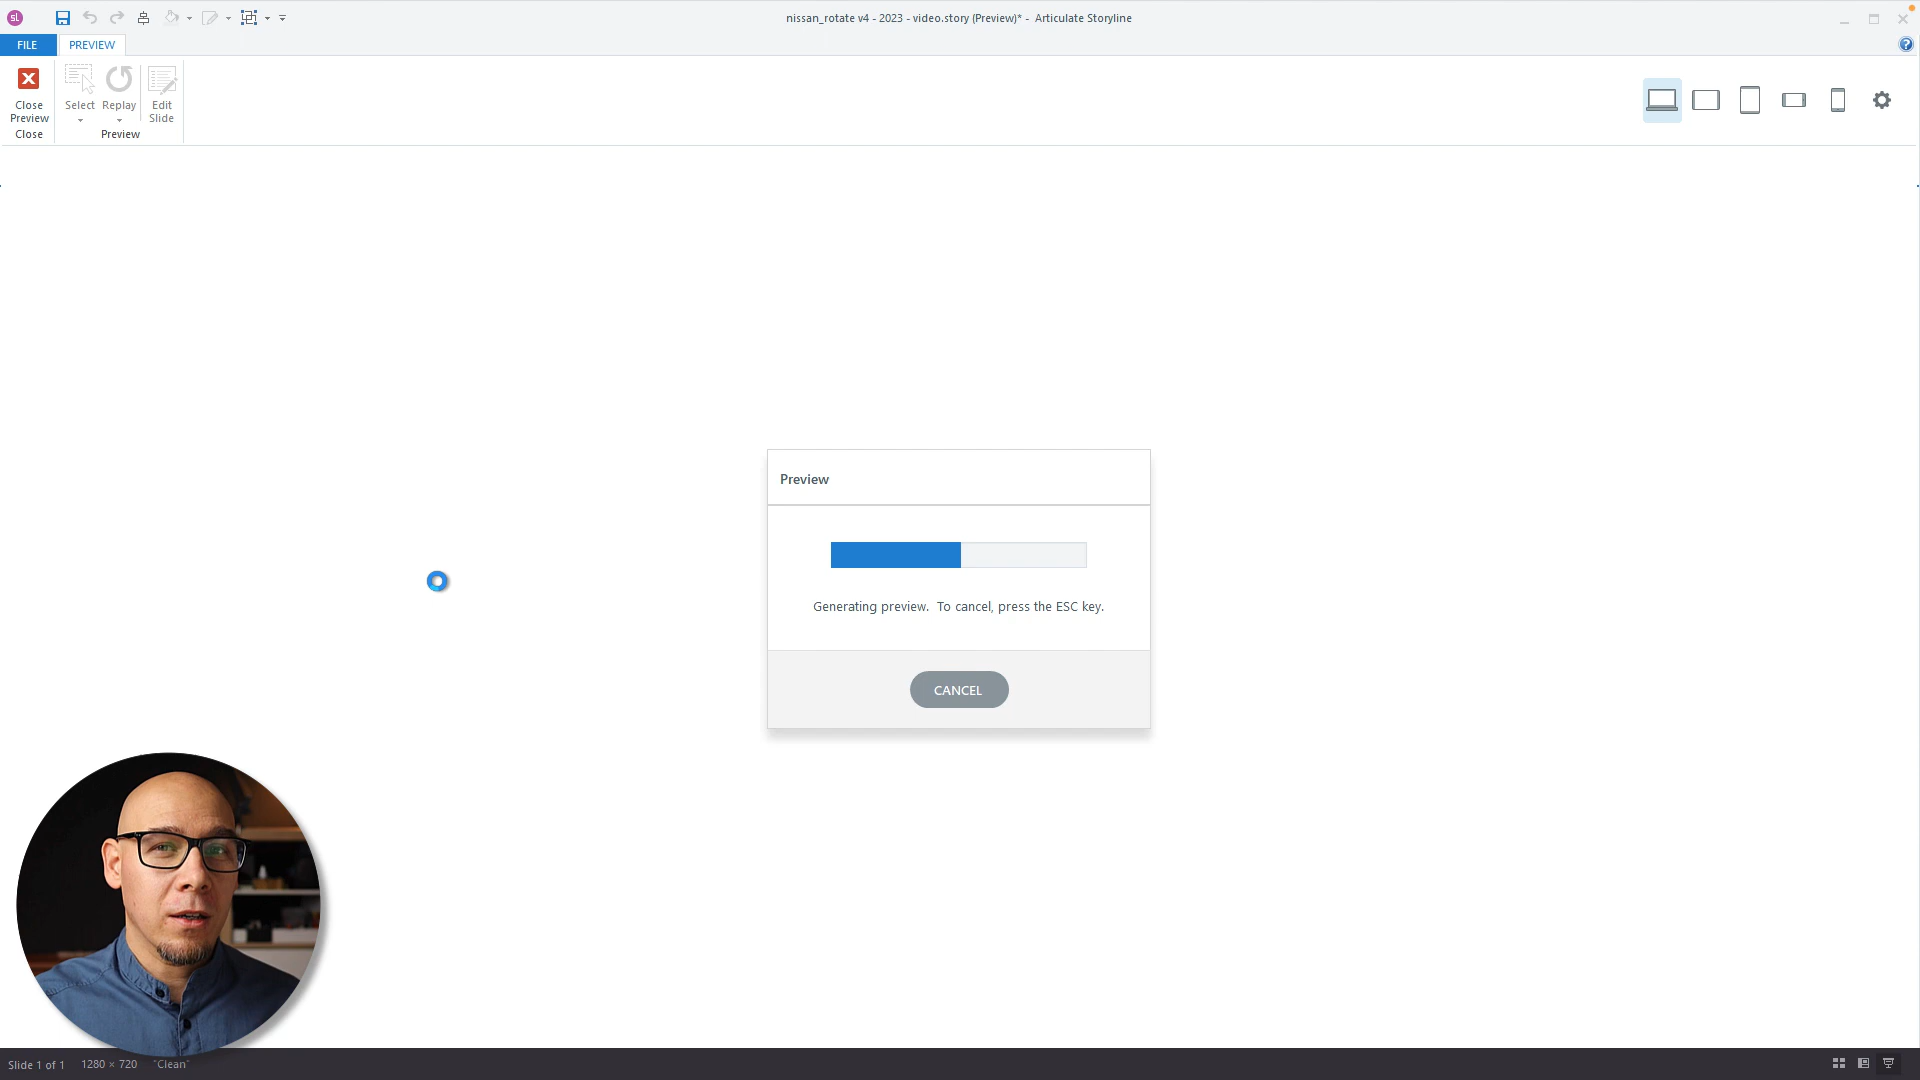 sl
nissan_rotate v4 - 2023 - video.story (Preview)* - Articulate Storyline
FILE
PREVIEW
?
Close
Preview
Select
Replay
Edit
Slide
Close
Preview
Preview
Generating preview. To cancel, press the ESC key.
CANCEL
Slide 1 of 1
1280 × 720
"Clean"